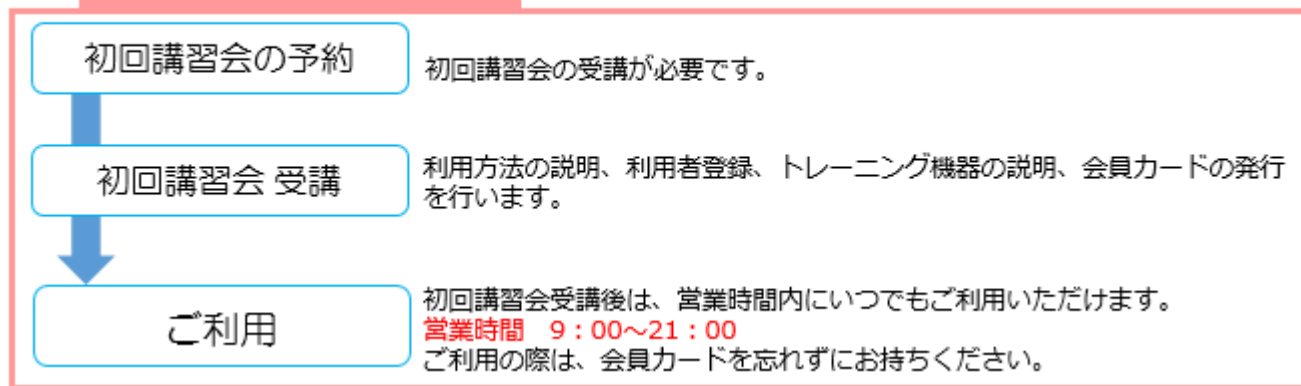 初回講習会の予約
初回講習会の受講が必要です。
初回講習会 受講
利用方法の説明、利用者登録、トレーニング機器の説明、会員カードの発行
を行います。
ご利用
初回講習会受講後は、営業時間内にいつでもご利用いただけます。
営業時間　9：00～21：00
ご利用の際は、会員カードを忘れずにお持ちください。